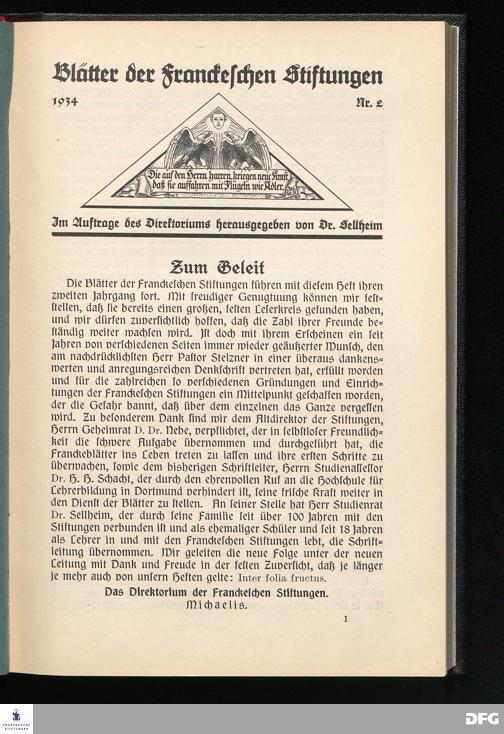 Blätter der Franckeschen Stiftungen
1934 Nr. 2
Die auf den Herrn harren, kriegen neue Kraft,
daß sie auffahren mit Flügeln wie Adler.
Im Auftrage des Direktoriums herausgegeben von Dr. Sellheim
Zum Geleit
Die Blätter der Franckeschen Stiftungen führen mit diesem Heft ihren
zweiten Jahrgang fort. Mit freudiger Genugtuung können wir fest-
stellen, daß sie bereits einen großen, festen Leserkreis gefunden haben,
und wir dürfen zuversichtlich hoffen, daß die Zahl ihrer Freunde be-
ständig weiter wachsen wird. Ist doch mit ihrem Erscheinen ein seit
Jahren von verschiedenen Seiten immer wieder geäußerter Wunsch, den
am nachdrücklichsten Herr Pastor Stelzner in einer überaus dankens-
werten und anregungsreichen Denkschrift vertreten hat, erfüllt worden
und für die zahlreichen so verschiedenen Gründungen und Einrich-
tungen der Franckeschen Stiftungen ein Mittelpunkt geschaffen worden,
der die Gefahr bannt, daß über dem einzelnen das Ganze vergessen
wird. Zu besonderem Dank sind wir dem Altdirektor der Stiftungen,
Herrn Geheimrat D. Dr. Nebe, verpflichtet, der in selbstloser Freundlich-
keit die schwere Aufgabe übernommen und durchgeführt hat, die
Franckeblätter ins Leben treten zu lassen und ihre ersten Schritte zu
überwachen, sowie dem bisherigen Schriftleiter, Herrn Studienassessor
Dr. H. H. Schacht, der durch den ehrenvollen Ruf an die Hochschule für
Lehrerbildung in Dortmund verhindert ist, seine frische Kraft weiter in
den Dienst der Blätter zu stellen. An seiner Stelle hat Herr Studienrat
Dr. Sellheim, der durch seine Familie seit über 100 Jahren mit den
Stiftungen verbunden ist und als ehemaliger Schüler und seit 18 Jahren
als Lehrer in und mit den Franckeschen Stiftungen lebt, die Schrift-
leitung übernommen. Wir geleiten die neue Folge unter der neuen
Leitung mit Dank und Freude in der festen Zuversicht, daß je länger
je mehr auch von unsern Heften gelte: Inter folia fructus.
Das Direktorium der Franckeschen Stiftungen.
Michaelis.
1
FRANCKESCHE
STIFTUNGEN
DFG